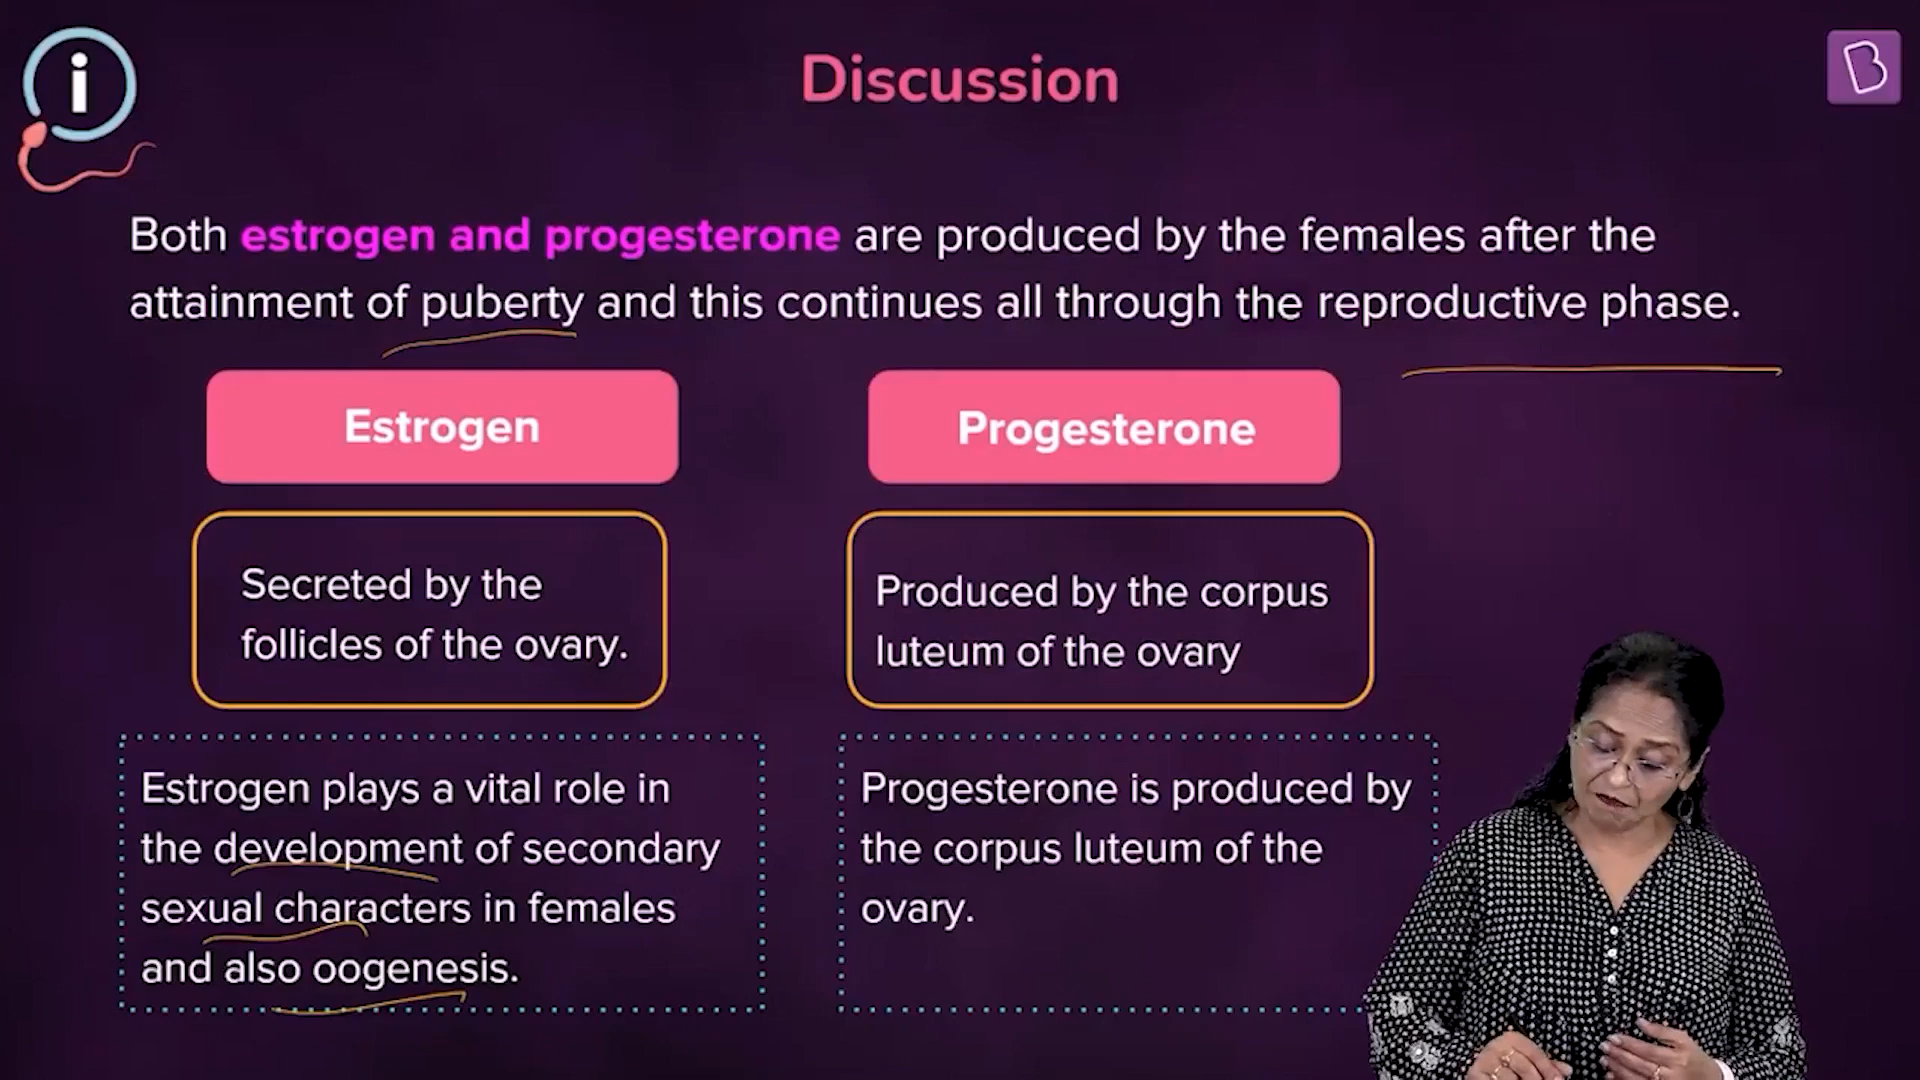 i
Discussion
B
Both estrogen and progesterone are produced by the females after the
attainment of puberty and this continues all through the reproductive phase.
Estrogen
Progesterone
Secreted by the
follicles of the ovary.
Produced by the corpus
luteum of the ovary
Estrogen plays a vital role in
the development of secondary
sexual characters in females
and also oogenesis.
Progesterone is produced by
the corpus luteum of the
ovary.